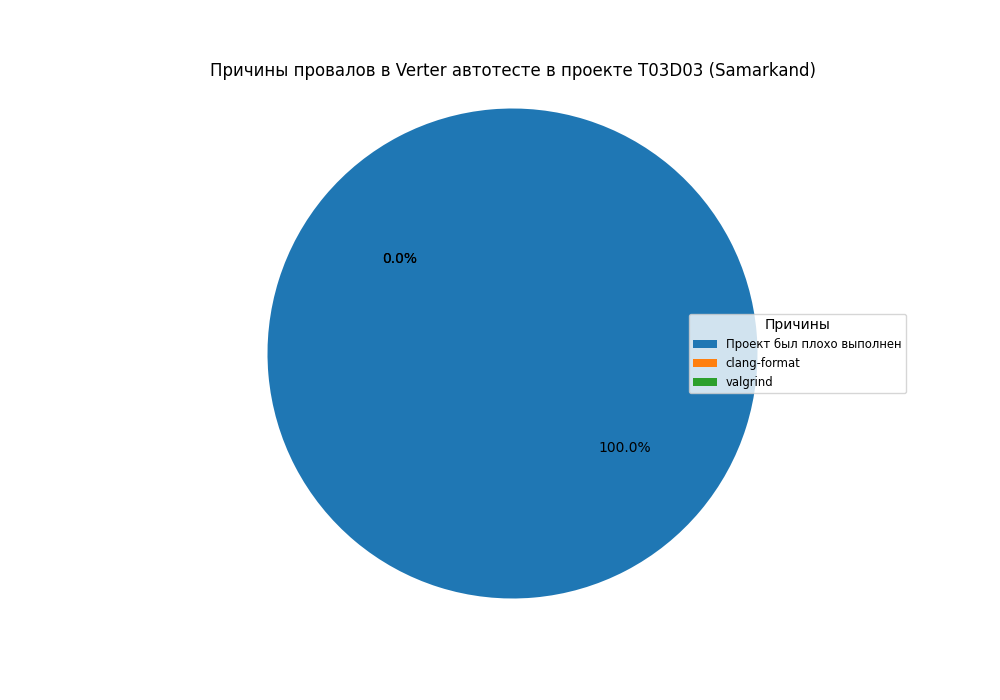 Причины провалов в Verter автотесте в проекте T03D03 (Samarkand)
0.0%
Причины
Проект был плохо выполнен
clang-format
valgrind
100.0%